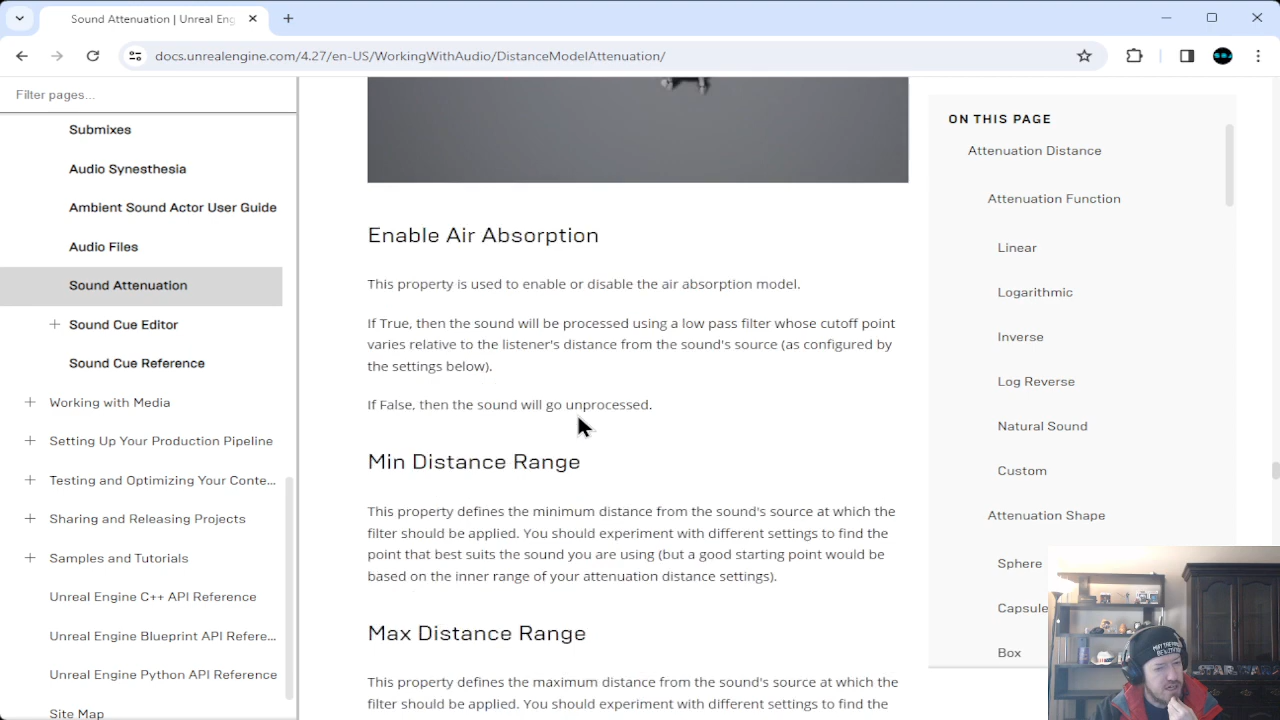 Sound Attenuation | Unreal Eng
docs.unrealengine.com/4.27/en-US/WorkingWithAudio/DistanceModelAttenuation/
Filter pages...
Submixes
Audio Synesthesia
Ambient Sound Actor User Guide
Audio Files
Sound Attenuation
Sound Cue Editor
Sound Cue Reference
Working with Media
Setting Up Your Production Pipeline
Testing and Optimizing Your Conte...
Sharing and Releasing Projects
Samples and Tutorials
Unreal Engine C++ API Reference
Unreal Engine Blueprint API Refere...
Unreal Engine Python API Reference
Site Map
Enable Air Absorption
This property is used to enable or disable the air absorption model.
If True, then the sound will be processed using a low pass filter whose cutoff point
varies relative to the listener's distance from the sound's source (as configured by
the settings below).
If False, then the sound will go unprocessed.
Min Distance Range
This property defines the minimum distance from the sound's source at which the
filter should be applied. You should experiment with different settings to find the
point that best suits the sound you are using (but a good starting point would be
based on the inner range of your attenuation distance settings).
Max Distance Range
This property defines the minimum distance from the sound's source at which the
filter should be applied. You should experiment with different settings to find the
ON THIS PAGE
Attenuation Distance
Attenuation Function
Linear
Logarithmic
Inverse
Log Reverse
Natural Sound
Custom
Attenuation Shape
Sphere
Capsule
Box
STAR WARS